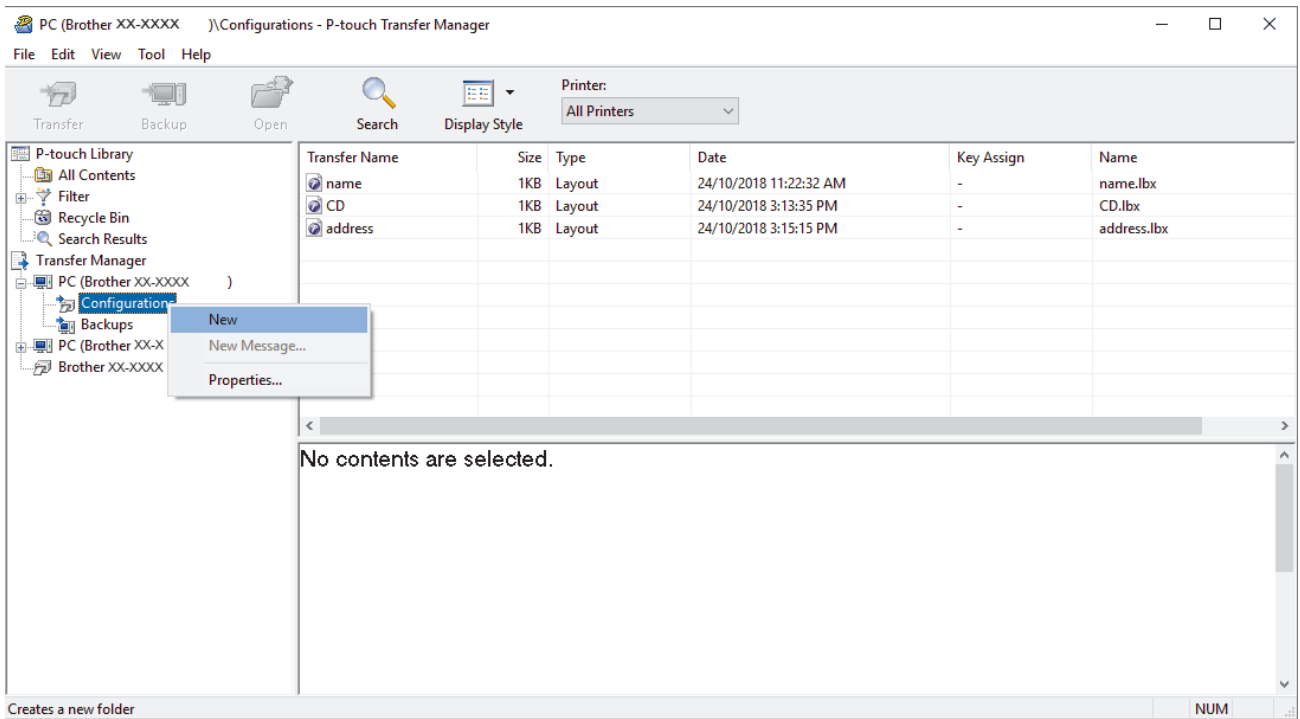 PC (Brother XX-XXXX )\Configurations - P-touch Transfer Manager
File Edit View Tool Help
Transfer Backup Open Search Display Style
Printer:
All Printers
P-touch Library
All Contents
Filter
Recycle Bin
Search Results
Transfer Manager
PC (Brother XX-XXXX )
Configurations
Backups
PC (Brother XX-X
Brother XX-XXXX
New
New Message...
Properties...
Transfer Name Size Type Date Key Assign Name
name 1KB Layout 24/10/2018 11:22:32 AM - name.lbx
CD 1KB Layout 24/10/2018 3:13:35 PM - CD.lbx
address 1KB Layout 24/10/2018 3:15:15 PM - address.lbx
No contents are selected.
Creates a new folder NUM